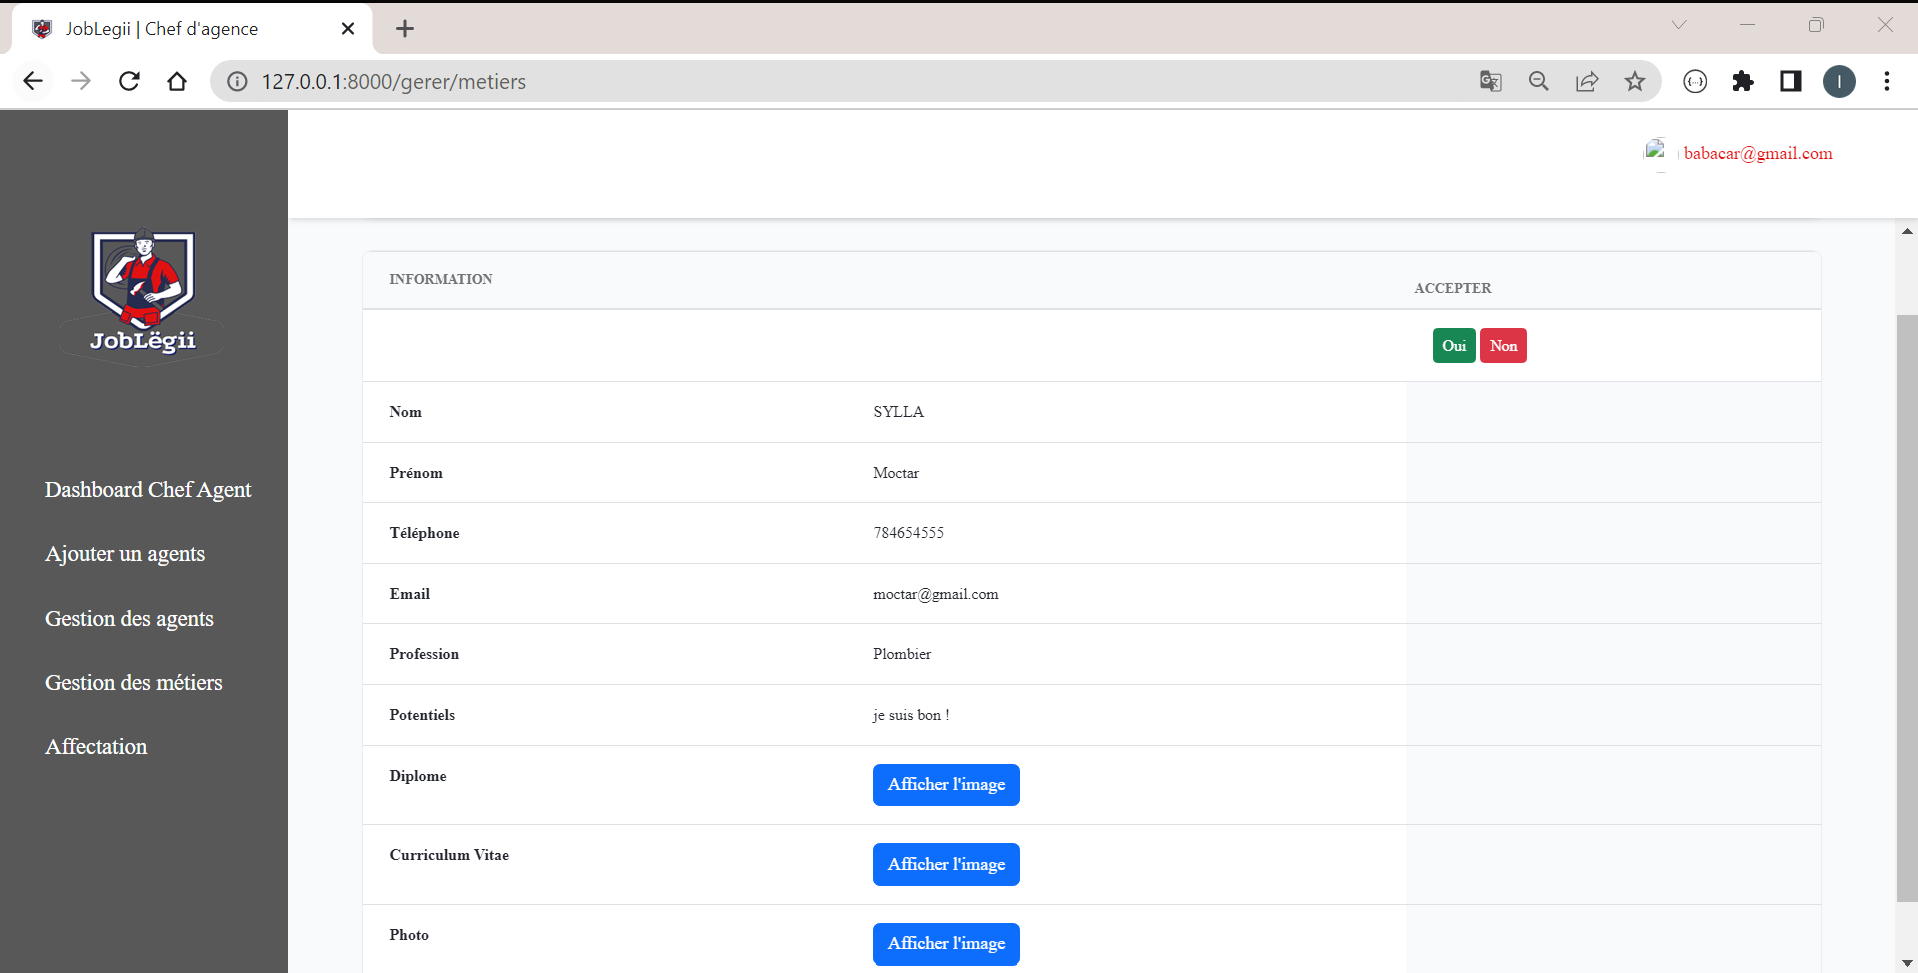 JobLegii | Chef d'agence
127.0.0.1:8000/gerer/metiers
I
babacar@gmail.com
JobLëgii
Dashboard Chef Agent
Ajouter un agents
Gestion des agents
Gestion des métiers
Affectation
INFORMATION
ACCEPTER
Oui Non
Nom SYLLA
Prénom Moctar
Téléphone 784654555
Email moctar@gmail.com
Profession Plombier
Potentiels je suis bon !
Diplome Afficher l'image
Curriculum Vitae Afficher l'image
Photo Afficher l'image